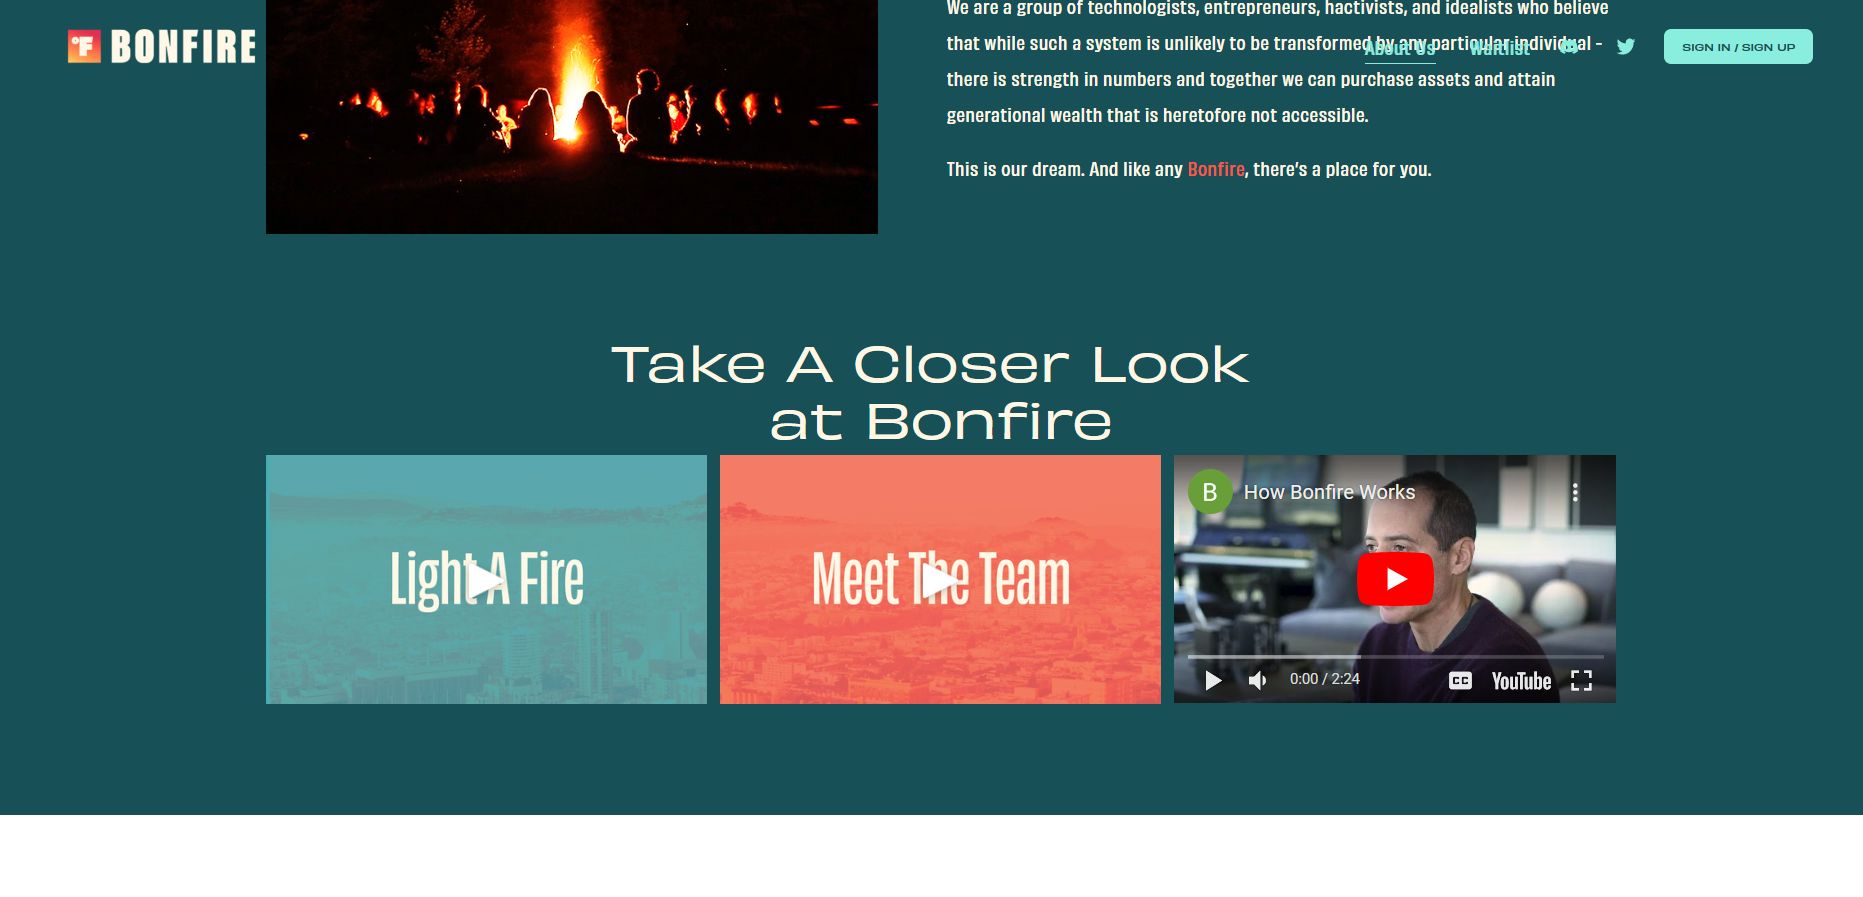 We are a group of technologists, entrepreneurs, hactivists, and idealists who believe
BONFIRE
that while such a system is unlikely to be transformed by any particular individual -
About Us
Waitlist
SIGN IN / SIGN UP
there is strength in numbers and together we can purchase assets and attain
generational wealth that is heretofore not accessible.
This is our dream. And like any Bonfire, there's a place for you.
Take A Closer Look
at Bonfire
Light A Fire
Meet The Team
B
How Bonfire Works
0:00 / 2:24
CC
YouTube